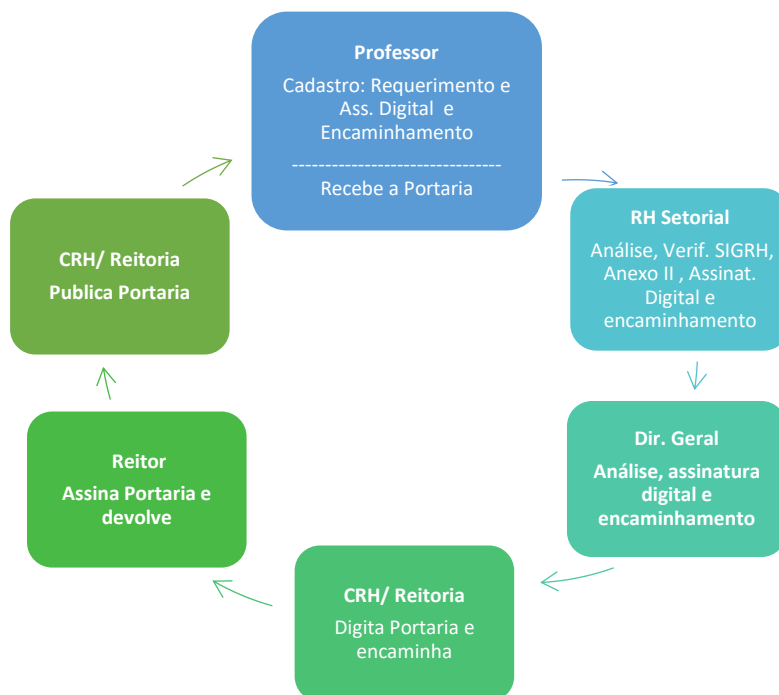 Professor
Cadastro: Requerimento e
Ass. Digital e
Encaminhamento
--------------------------------
Recebe a Portaria
RH Setorial
Análise, Verif. SIGRH,
Anexo II , Assinat.
Digital e
encaminhamento
Dir. Geral
Análise, assinatura
digital e
encaminhamento
CRH/ Reitoria
Digita Portaria e
encaminha
Reitor
Assina Portaria e
devolve
CRH/ Reitoria
Publica Portaria